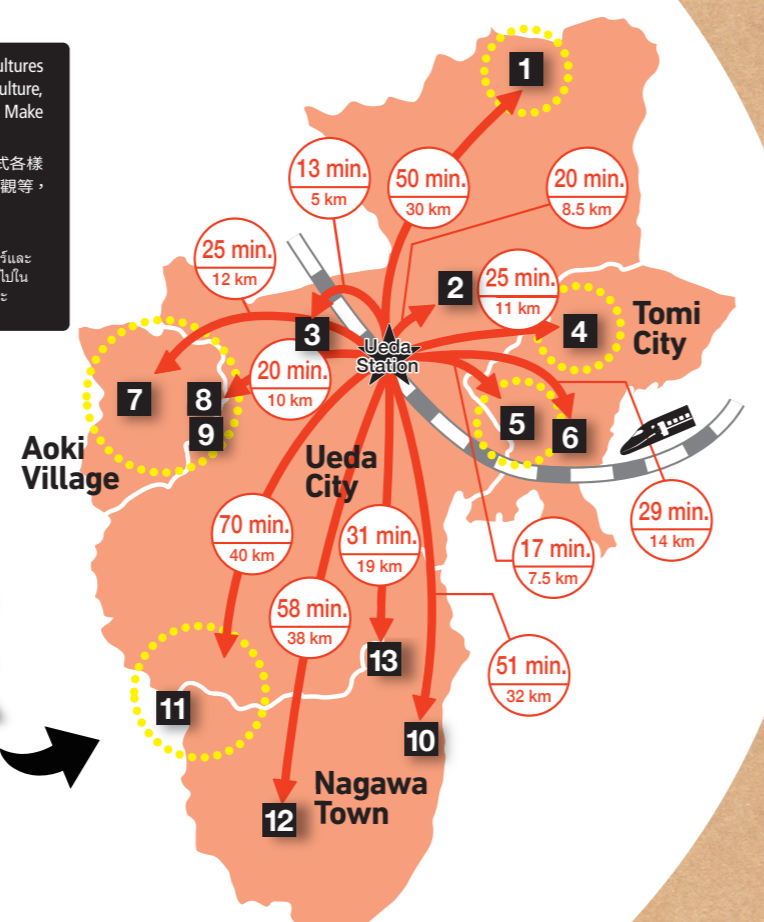 ultures
ulture,
Make
式各樣
觀等，
ร์และ
ไปใน
ะ
1
13 min.
5 km
50 min.
30 km
20 min.
8.5 km
25 min.
12 km
2
25 min.
11 km
3
4
Tomi
City
Ueda
Station
20 min.
10 km
7
8
9
5
6
Aoki
Village
Ueda
City
70 min.
40 km
31 min.
19 km
17 min.
7.5 km
29 min.
14 km
58 min.
38 km
13
51 min.
32 km
11
10
Nagawa
Town
12